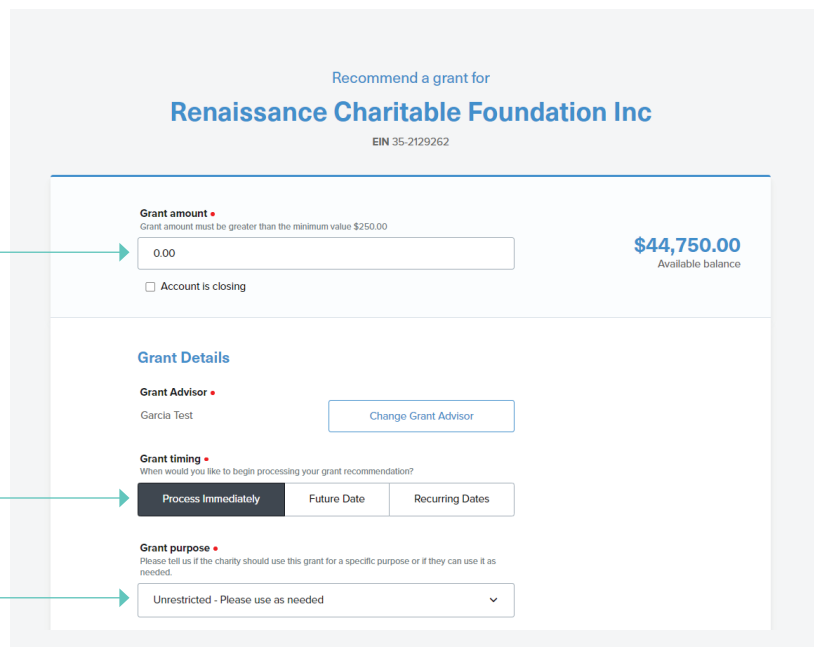 Recommend a grant for
Renaissance Charitable Foundation Inc
EIN 35-2129262
Grant amount •
Grant amount must be greater than the minimum value $250.00
0.00
$44,750.00
Available balance
Account is closing
Grant Details
Grant Advisor •
Garcia Test
Change Grant Advisor
Grant timing •
When would you like to begin processing your grant recommendation?
Process Immediately Future Date Recurring Dates
Grant purpose •
Please tell us if the charity should use this grant for a specific purpose or if they can use it as
needed.
Unrestricted - Please use as needed